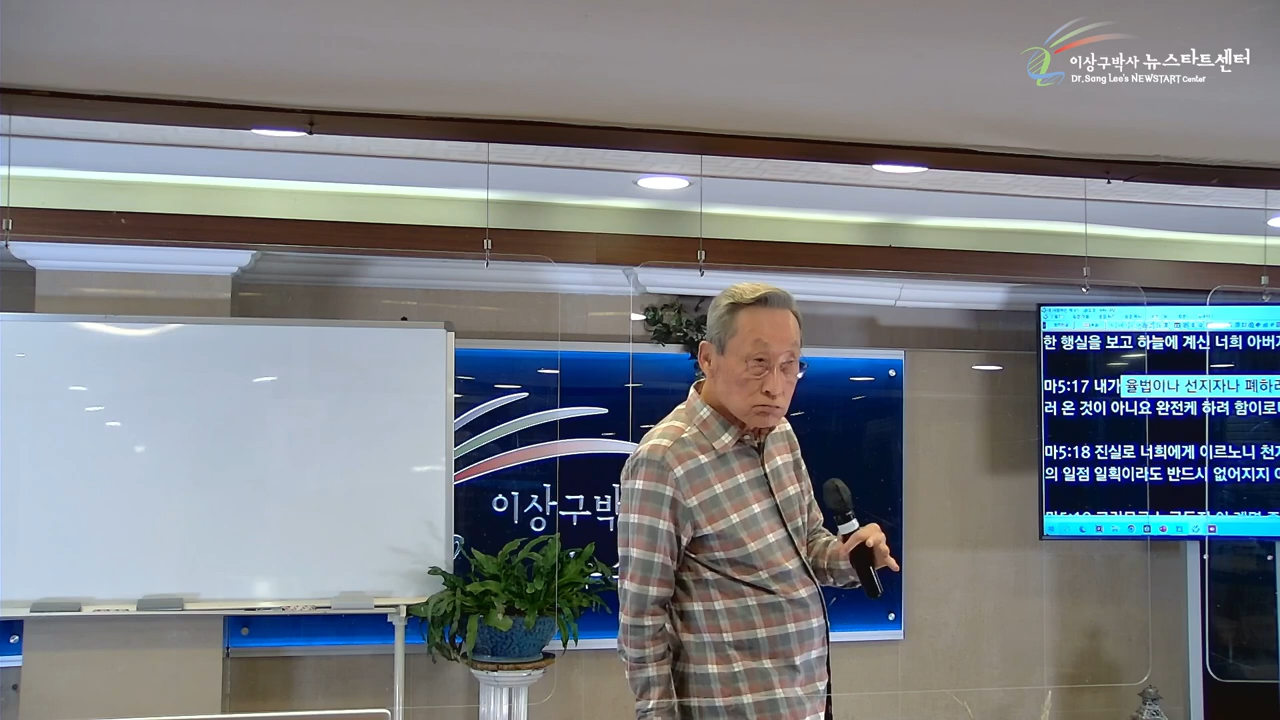 이상구박사 뉴스타트센터
Dr. Sang Lee's NEWSTART Center
이상구박
한 행실을 보고 하늘에 계신 너희 아버지
마5:17 내가 율법이나 선지자나 폐하러
러 온 것이 아니요 완전케 하려 함이로
마5:18 진실로 너희에게 이르노니 천지
의 일점 일획이라도 반드시 없어지지